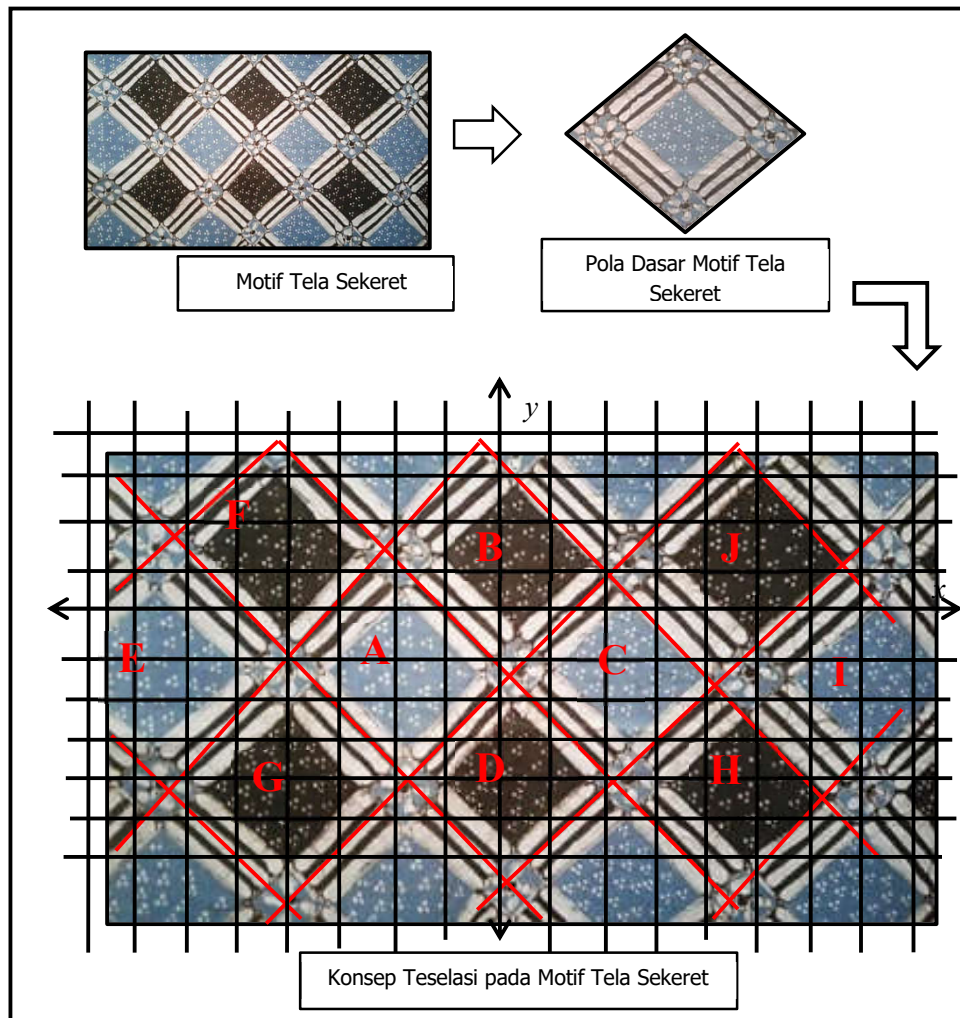 Motif Tela Sekeret
Pola Dasar Motif Tela
Sekeret
y
F
B
J
x
E
A
C
I
G
D
H
Konsep Teselasi pada Motif Tela Sekeret